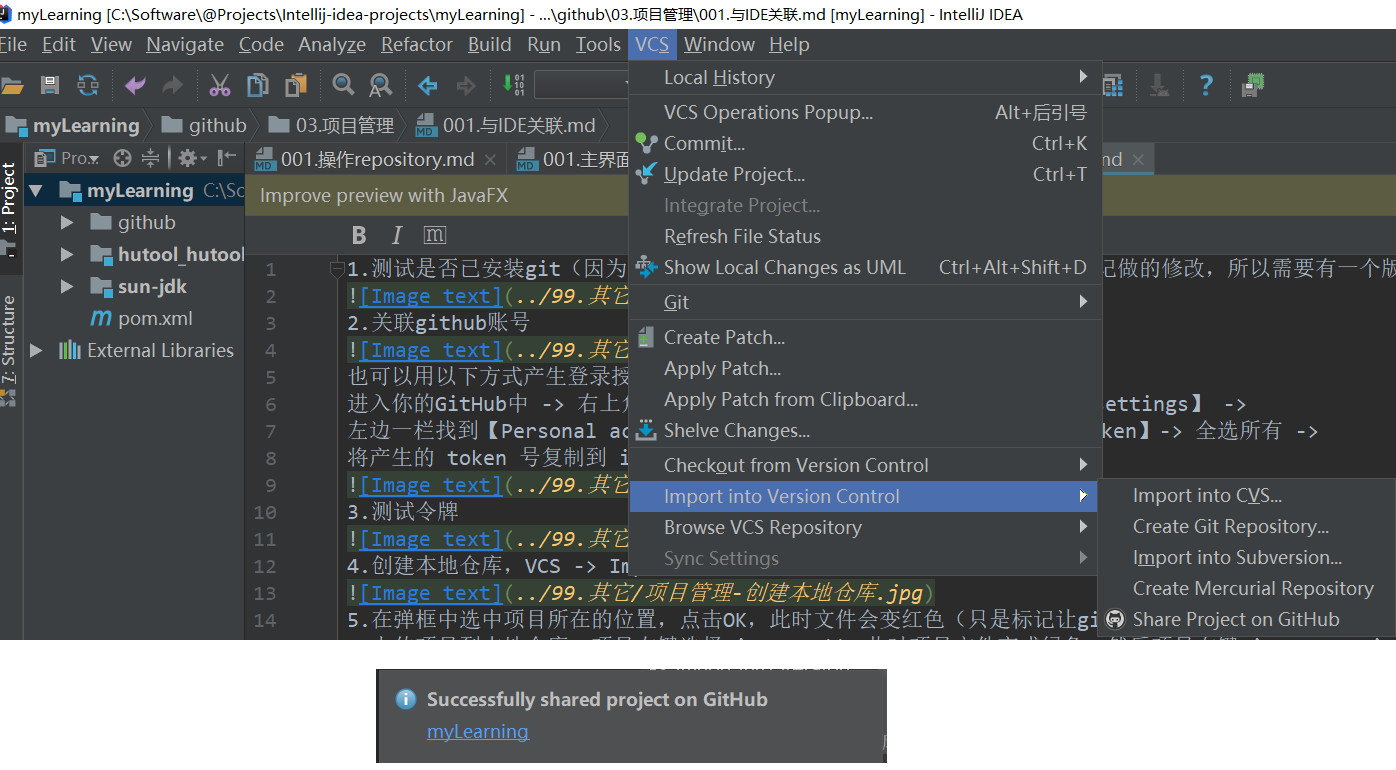 myLearning [C:\Software\@Projects\Intellij-idea-projects\myLearning] - ...\github\03.项目管理\001.与IDE关联.md [myLearning] - IntelliJ IDEA
File Edit View Navigate Code Analyze Refactor Build Run Tools VCS Window Help
Local History
VCS Operations Popup... Alt+后引号
myLearning github 03.项目管理 001.与IDE关联.md
Commit... Ctrl+K
Pro... 001.操作repository.md 001.主界面 md
Update Project... Ctrl+T
1: Project
myLearning C:\So
Improve preview with JavaFX
Integrate Project...
github
B I m
Refresh File Status
hutool_hutool
1 1.测试是否已安装git（因为 Show Local Changes as UML Ctrl+Alt+Shift+D 记做的修改，所以需要有一个版
sun-jdk
2 ![Image text](../99.其它
Git
pom.xml
3 2.关联github账号
Create Patch...
External Libraries
4 ![Image text](../99.其它
7: Structure
5 也可以用以下方式产生登录授
Apply Patch...
6 进入你的GitHub中 -> 右上角 Apply Patch from Clipboard... ettings】 ->
7 左边一栏找到【Personal ac Shelve Changes... ken】-> 全选所有 ->
8 将产生的 token 号复制到 i
Checkout from Version Control
9 ![Image text](../99.其它
Import into Version Control Import into CVS...
10 3.测试令牌
Browse VCS Repository Create Git Repository...
11 ![Image text](../99.其它
Sync Settings Import into Subversion...
12 4.创建本地仓库，VCS -> Im
13 ![Image text](../99.其它/项目管理-创建本地仓库.jpg)
Create Mercurial Repository
14 5.在弹框中选中项目所在的位置，点击OK，此时文件会变红色（只是标记让gi
Share Project on GitHub
Successfully shared project on GitHub
myLearning